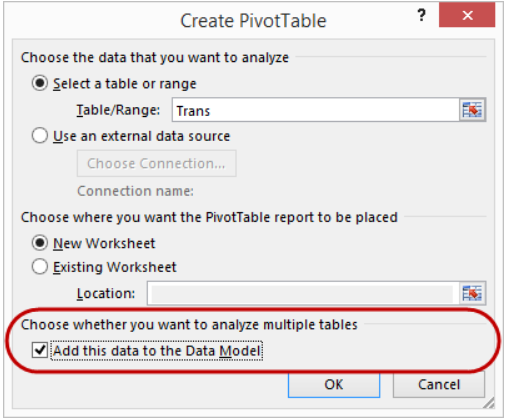 Create PivotTable
?
×
Choose the data that you want to analyze
Select a table or range
Table/Range: Trans
Use an external data source
Choose Connection...
Connection name:
Choose where you want the PivotTable report to be placed
New Worksheet
Existing Worksheet
Location:
Choose whether you want to analyze multiple tables
Add this data to the Data Model
OK Cancel